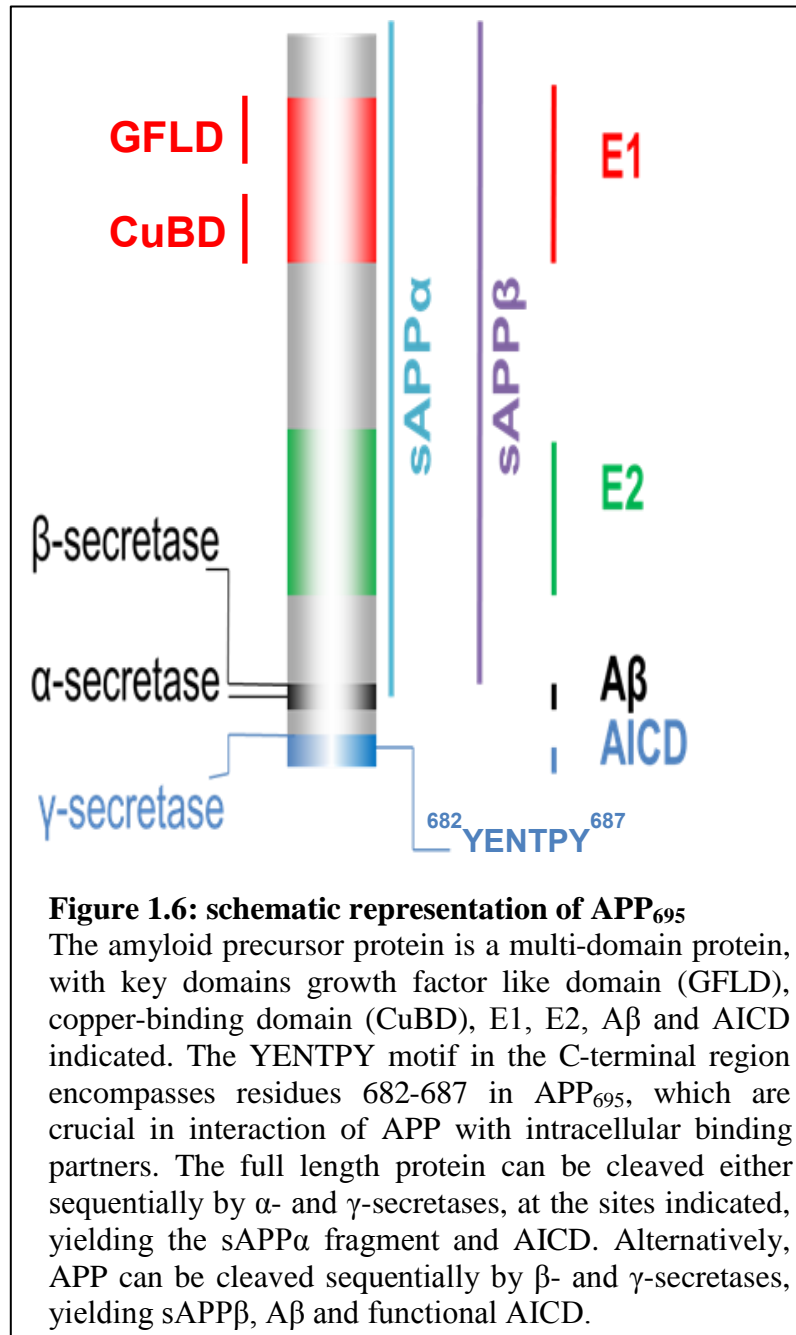 GFLD
CuBD
E1
sAPPα
sAPPβ
E2
β-secretase
α-secretase
Aβ
AICD
γ-secretase
⁶⁸²YENTPY⁶⁸⁷
Figure 1.6: schematic representation of APP₆₉₅
The amyloid precursor protein is a multi-domain protein,
with key domains growth factor like domain (GFLD),
copper-binding domain (CuBD), E1, E2, Aβ and AICD
indicated. The YENTPY motif in the C-terminal region
encompasses residues 682-687 in APP₆₉₅, which are
crucial in interaction of APP with intracellular binding
partners. The full length protein can be cleaved either
sequentially by α- and γ-secretases, at the sites indicated,
yielding the sAPPα fragment and AICD. Alternatively,
APP can be cleaved sequentially by β- and γ-secretases,
yielding sAPPβ, Aβ and functional AICD.